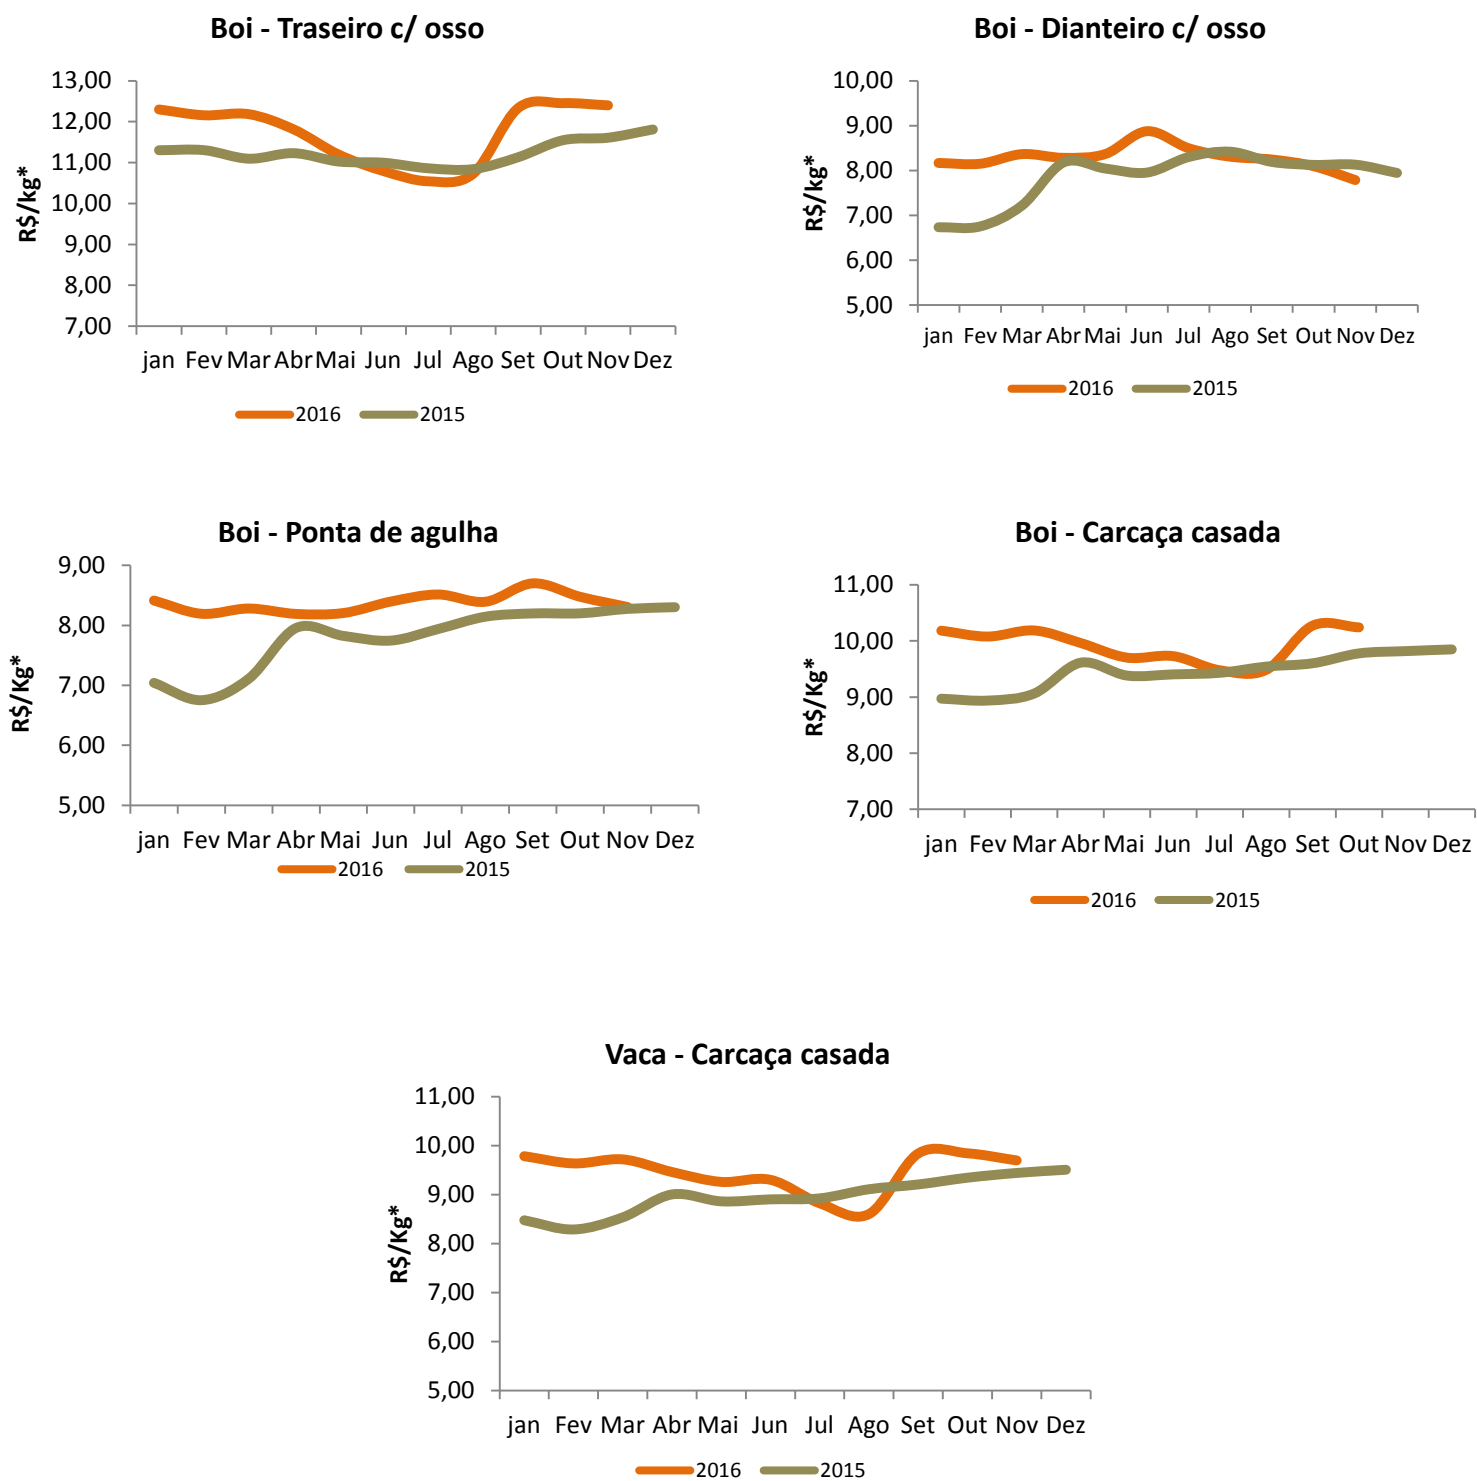 Boi - Traseiro c/ osso
R$/kg*
13,00
12,00
11,00
10,00
9,00
8,00
7,00
jan Fev Mar Abr Mai Jun Jul Ago Set Out Nov Dez
2016 2015
Boi - Dianteiro c/ osso
R$/kg*
10,00
9,00
8,00
7,00
6,00
5,00
jan Fev Mar Abr Mai Jun Jul Ago Set Out Nov Dez
2016 2015
Boi - Ponta de agulha
R$/Kg*
9,00
8,00
7,00
6,00
5,00
jan Fev Mar Abr Mai Jun Jul Ago Set Out Nov Dez
2016 2015
Boi - Carcaça casada
R$/Kg*
11,00
10,00
9,00
8,00
7,00
jan Fev Mar Abr Mai Jun Jul Ago Set Out Nov Dez
2016 2015
Vaca - Carcaça casada
R$/Kg*
11,00
10,00
9,00
8,00
7,00
6,00
5,00
jan Fev Mar Abr Mai Jun Jul Ago Set Out Nov Dez
2016 2015